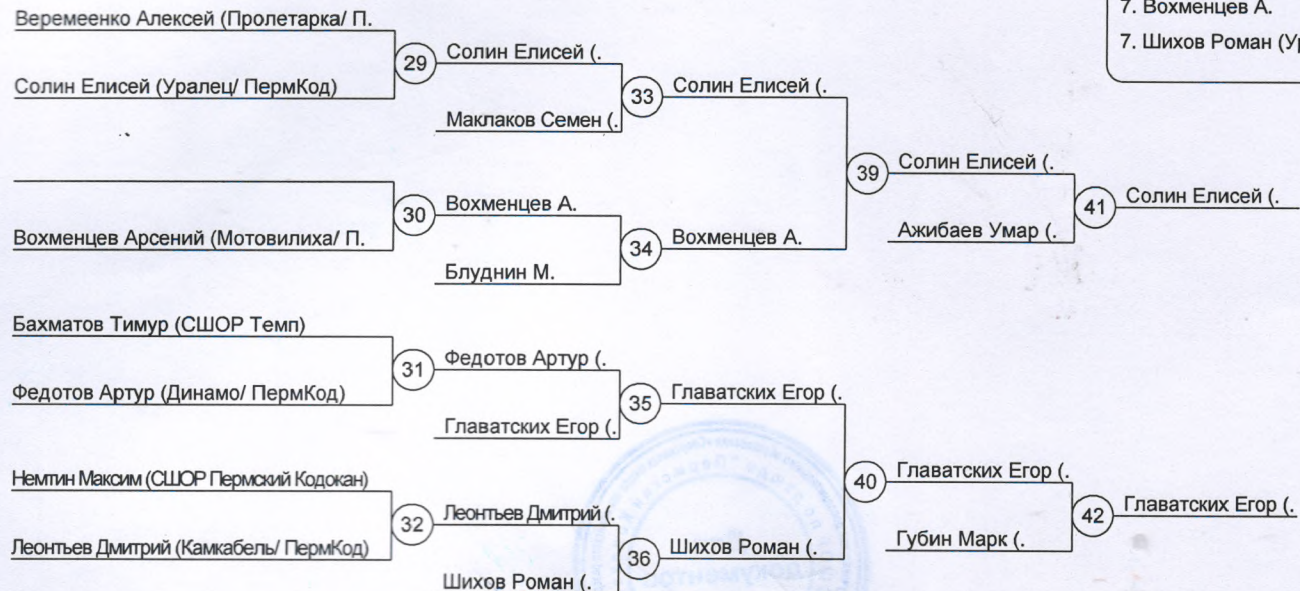 7. Вохменцев А.
7. Шихов Роман (Ур
Веремеенко Алексей (Пролетарка/ П.
29
Солин Елисей (.
Солин Елисей (Уралец/ ПермКод)
33
Солин Елисей (.
Маклаков Семен (.
39
Солин Елисей (.
30
Вохменцев А.
41
Солин Елисей (.
Вохменцев Арсений (Мотовилиха/ П.
34
Вохменцев А.
Ажибаев Умар (.
Блуднин М.
Бахматов Тимур (СШОР Темп)
31
Федотов Артур (.
Федотов Артур (Динамо/ ПермКод)
35
Главатских Егор (.
Главатских Егор (.
40
Главатских Егор (.
Немтин Максим (СШОР Пермский Кодокан)
32
Леонтьев Дмитрий (.
42
Главатских Егор (.
Леонтьев Дмитрий (Камкабель/ ПермКод)
36
Шихов Роман (.
Губин Марк (.
Шихов Роман (.